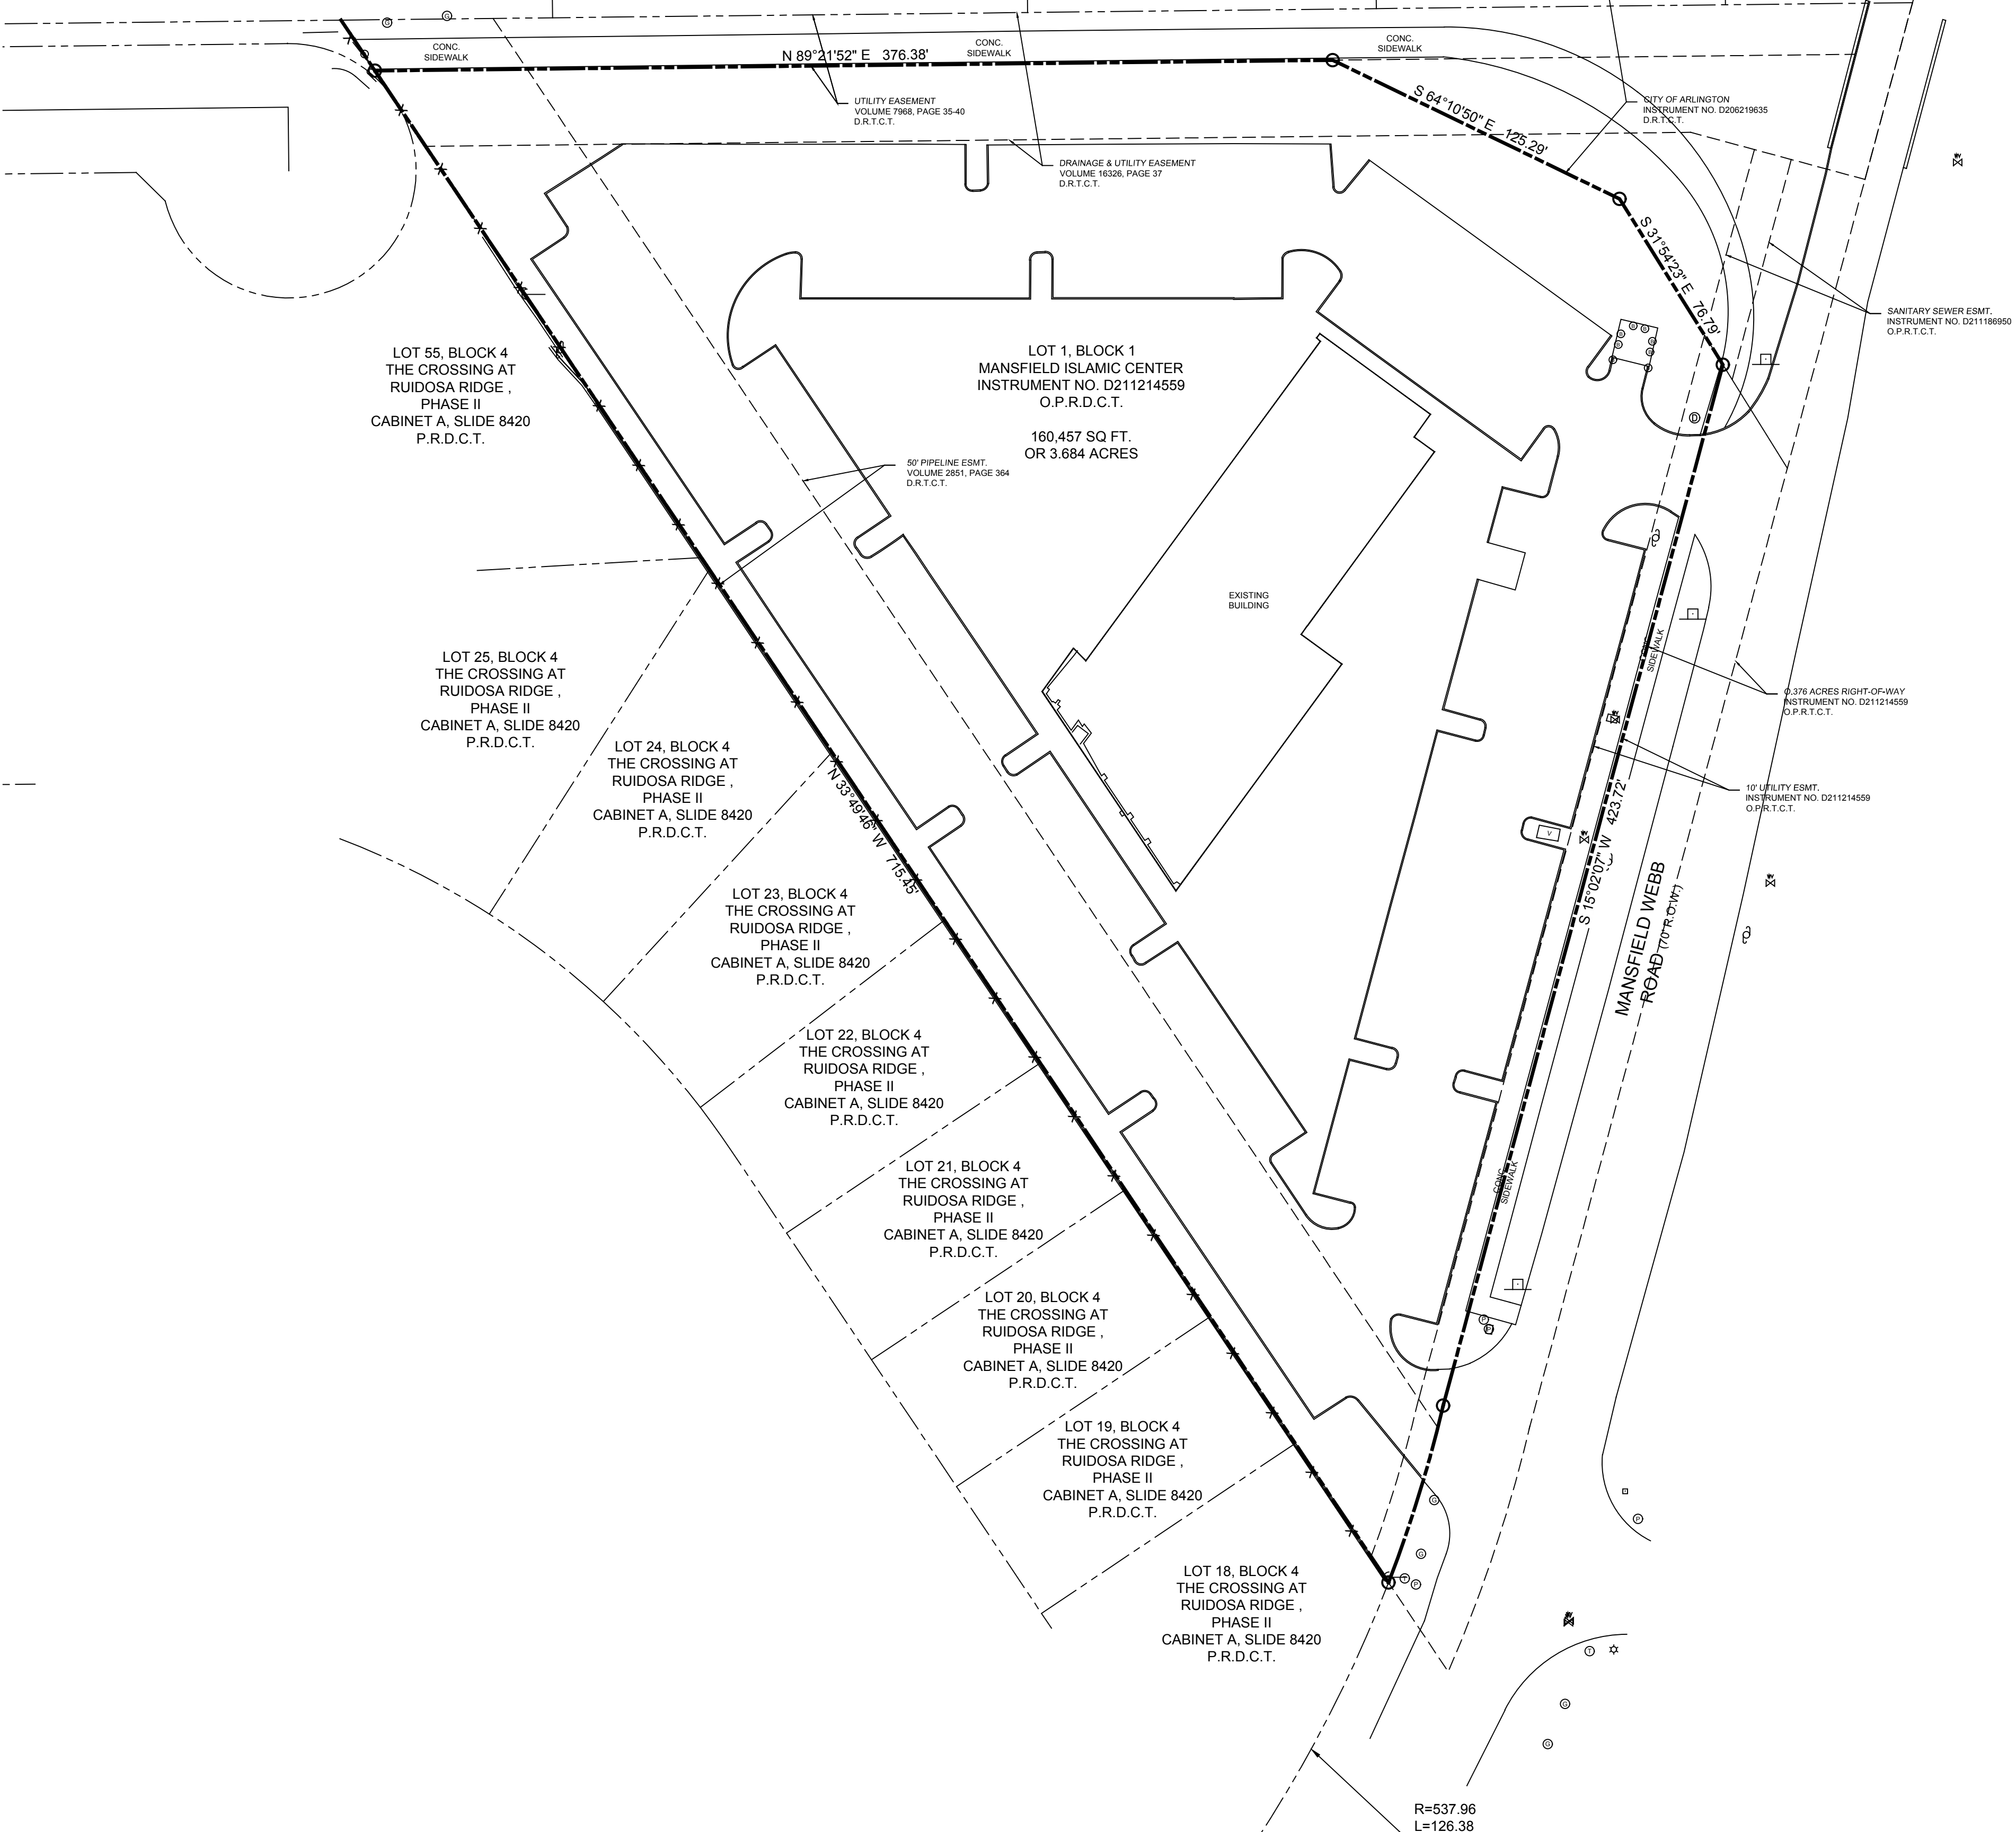 CONC.
SIDEWALK
N 89°21'52" E 376.38'
CONC.
SIDEWALK
CONC.
SIDEWALK
UTILITY EASEMENT
VOLUME 7968, PAGE 35-40
D.R.T.C.T.
DRAINAGE & UTILITY EASEMENT
VOLUME 16326, PAGE 37
D.R.T.C.T.
S 64°10'50" E 125.29'
CITY OF ARLINGTON
INSTRUMENT NO. D206219635
D.R.T.C.T.
S 31°54'23" E 76.79'
SANITARY SEWER ESMT.
INSTRUMENT NO. D211186950
O.P.R.T.C.T.
LOT 55, BLOCK 4
THE CROSSING AT
RUIDOSA RIDGE ,
PHASE II
CABINET A, SLIDE 8420
P.R.D.C.T.
LOT 1, BLOCK 1
MANSFIELD ISLAMIC CENTER
INSTRUMENT NO. D211214559
O.P.R.D.C.T.
160,457 SQ FT.
OR 3.684 ACRES
50' PIPELINE ESMT.
VOLUME 2851, PAGE 364
D.R.T.C.T.
EXISTING
BUILDING
LOT 25, BLOCK 4
THE CROSSING AT
RUIDOSA RIDGE ,
PHASE II
CABINET A, SLIDE 8420
P.R.D.C.T.
SIDEWALK
0.376 ACRES RIGHT-OF-WAY
INSTRUMENT NO. D211214559
O.P.R.T.C.T.
LOT 24, BLOCK 4
THE CROSSING AT
RUIDOSA RIDGE ,
PHASE II
CABINET A, SLIDE 8420
P.R.D.C.T.
N 33°49'46" W 715.45'
10' UTILITY ESMT.
INSTRUMENT NO. D211214559
O.P.R.T.C.T.
V
S 15°02'07" W 423.72'
MANSFIELD WEBB
ROAD (70' R.O.W.)
LOT 23, BLOCK 4
THE CROSSING AT
RUIDOSA RIDGE ,
PHASE II
CABINET A, SLIDE 8420
P.R.D.C.T.
LOT 22, BLOCK 4
THE CROSSING AT
RUIDOSA RIDGE ,
PHASE II
CABINET A, SLIDE 8420
P.R.D.C.T.
CONC.
SIDEWALK
LOT 21, BLOCK 4
THE CROSSING AT
RUIDOSA RIDGE ,
PHASE II
CABINET A, SLIDE 8420
P.R.D.C.T.
LOT 20, BLOCK 4
THE CROSSING AT
RUIDOSA RIDGE ,
PHASE II
CABINET A, SLIDE 8420
P.R.D.C.T.
LOT 19, BLOCK 4
THE CROSSING AT
RUIDOSA RIDGE ,
PHASE II
CABINET A, SLIDE 8420
P.R.D.C.T.
LOT 18, BLOCK 4
THE CROSSING AT
RUIDOSA RIDGE ,
PHASE II
CABINET A, SLIDE 8420
P.R.D.C.T.
R=537.96
L=126.38